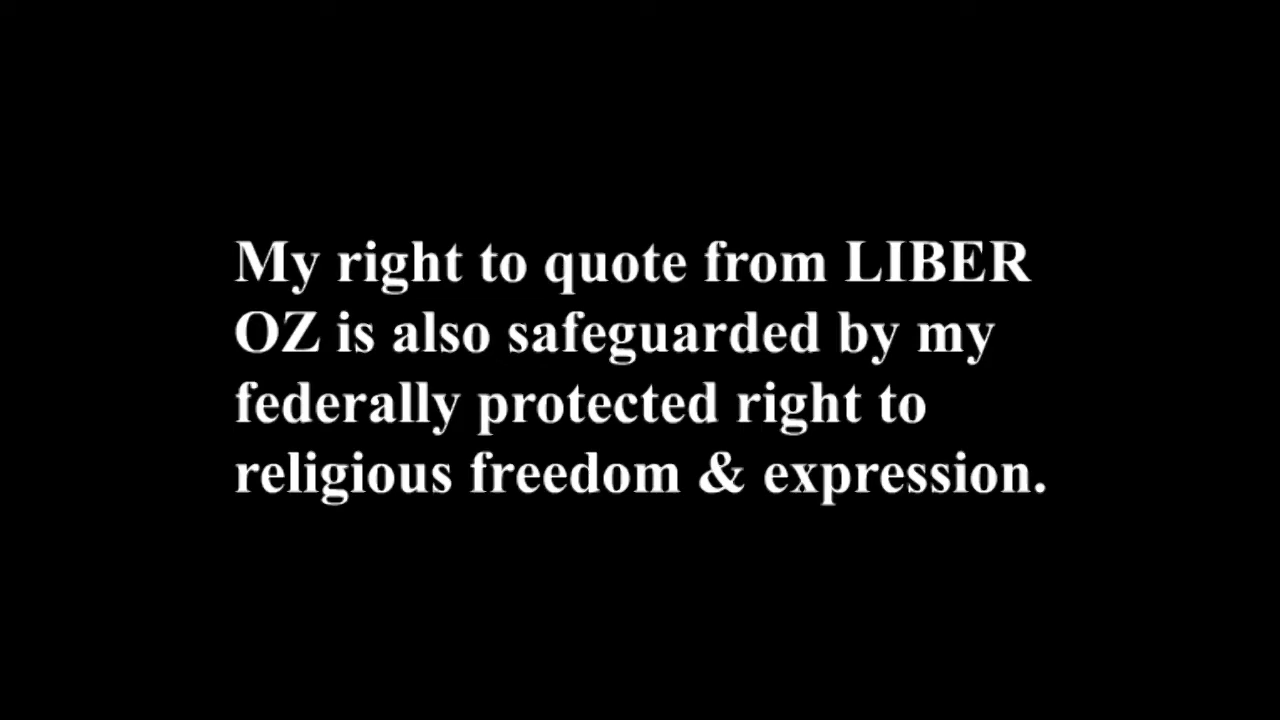 My right to quote from LIBER
OZ is also safeguarded by my
federally protected right to
religious freedom & expression.